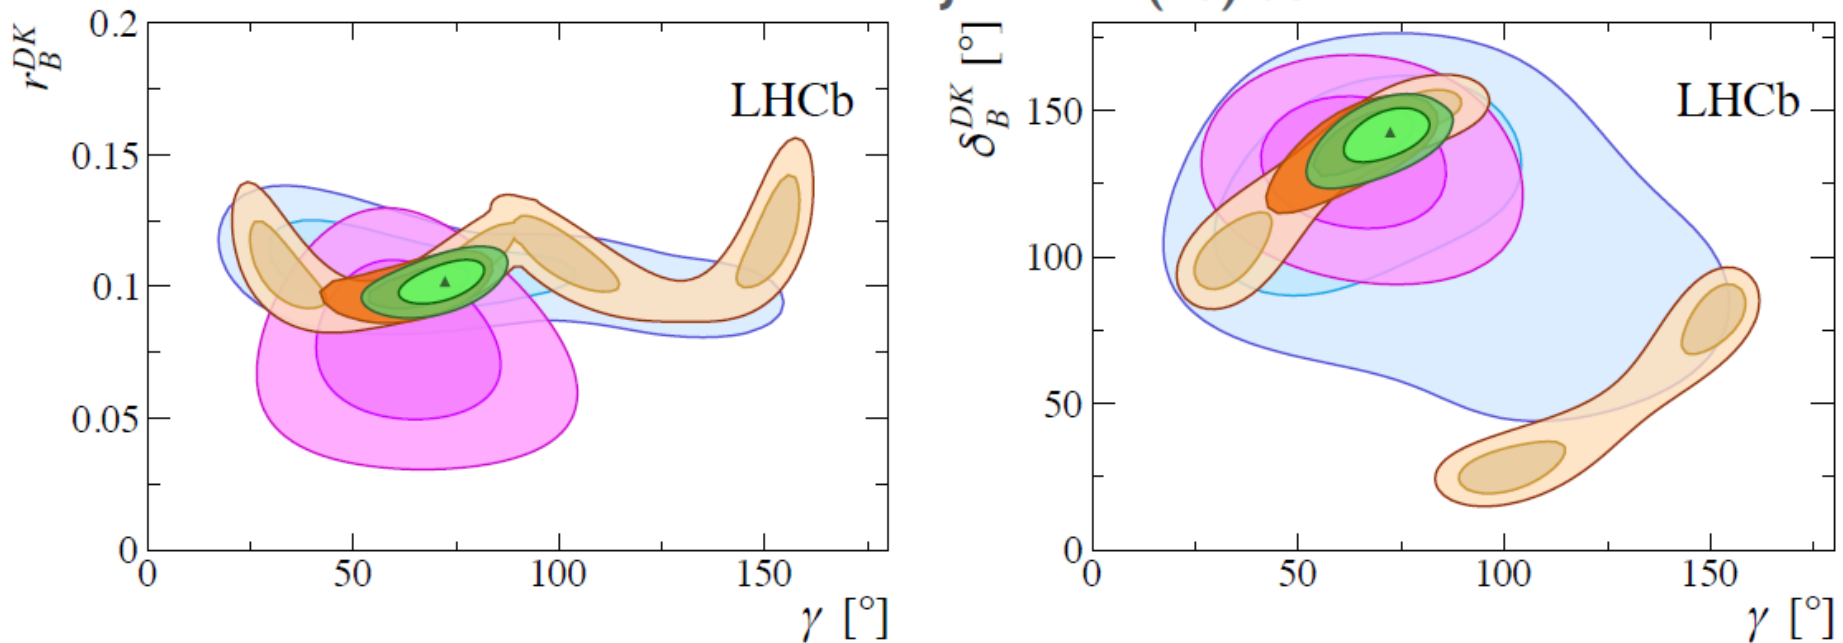 r_B^{DK}
0.2
0.15
0.1
0.05
0
LHCb
0 50 100 150
γ [°]
δ_B^{DK} [°]
150
100
50
0
LHCb
0 50 100 150
γ [°]